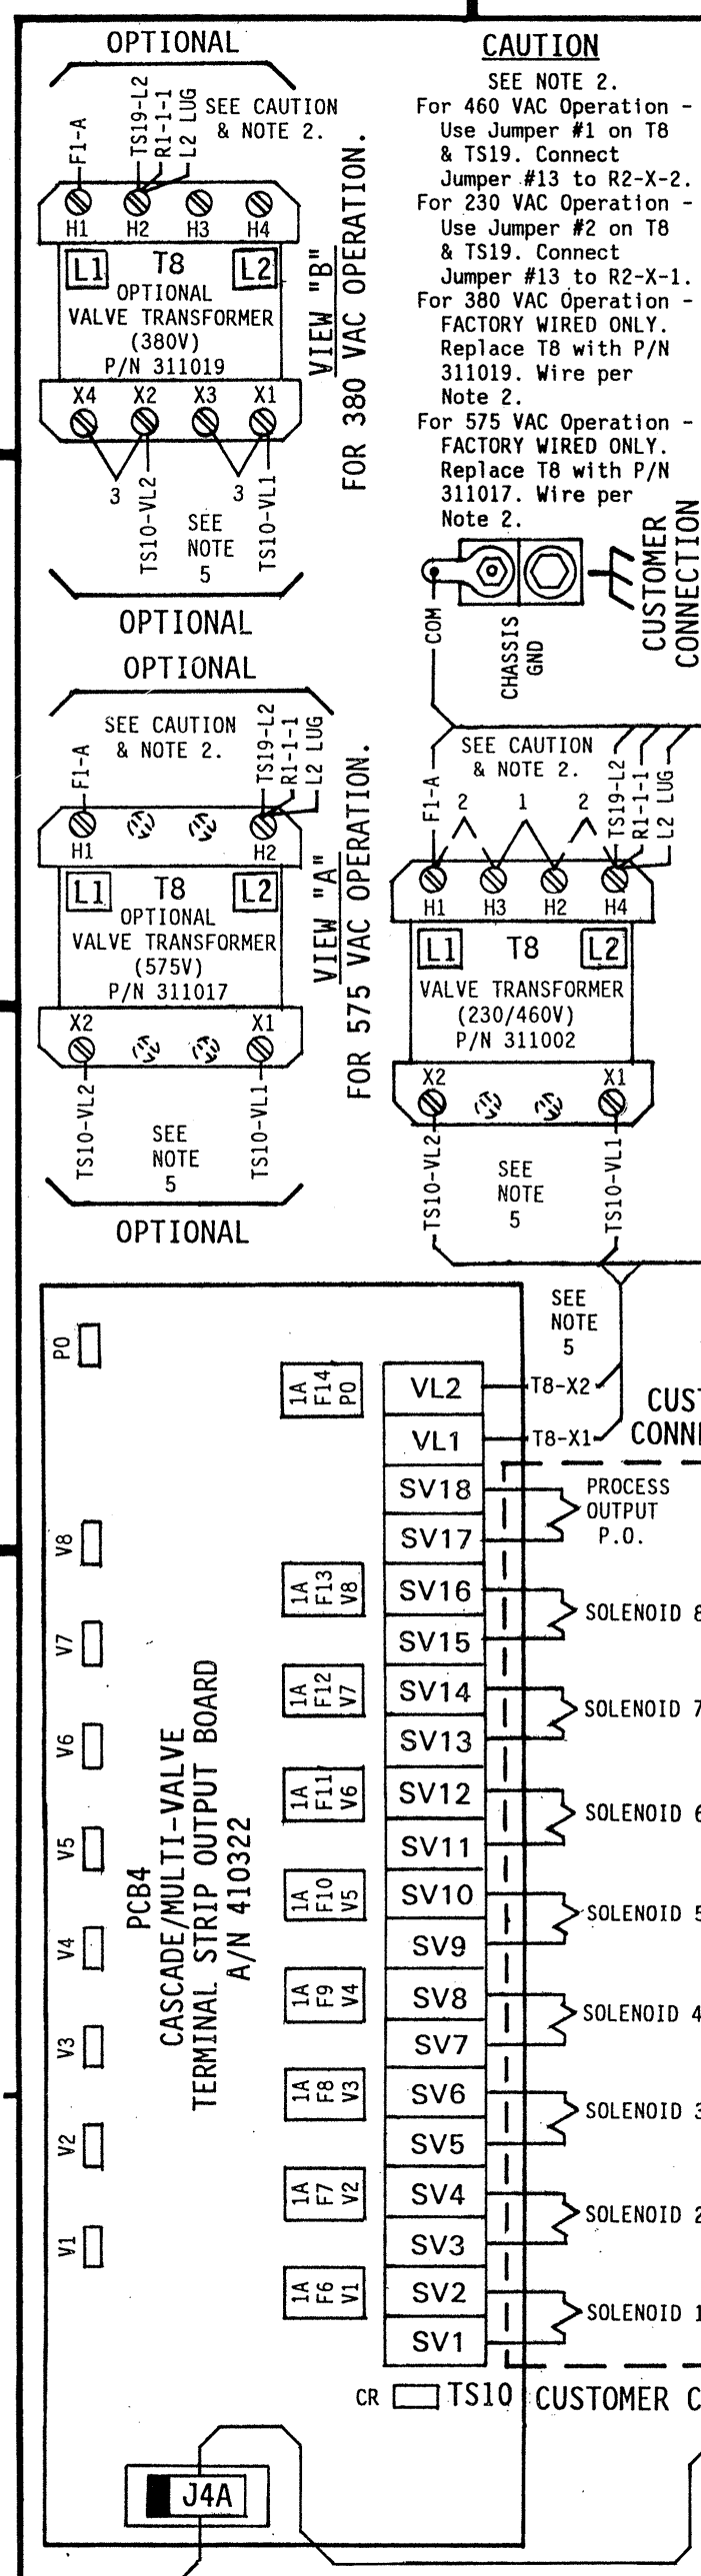 OPTIONAL
F1-A
TS19-L2
R1-1-1
L2 LUG
SEE CAUTION
& NOTE 2.
H1 H2 H3 H4
L1 T8 L2
OPTIONAL
VALVE TRANSFORMER
(380V)
P/N 311019
X4 X2 X3 X1
3
3
TS10-VL2
TS10-VL1
SEE
NOTE
5
OPTIONAL
VIEW "B"
FOR 380 VAC OPERATION.
CAUTION
SEE NOTE 2.
For 460 VAC Operation -
Use Jumper #1 on T8
& TS19. Connect
Jumper #13 to R2-X-2.
For 230 VAC Operation -
Use Jumper #2 on T8
& TS19. Connect
Jumper #13 to R2-X-1.
For 380 VAC Operation -
FACTORY WIRED ONLY.
Replace T8 with P/N
311019. Wire per
Note 2.
For 575 VAC Operation -
FACTORY WIRED ONLY.
Replace T8 with P/N
311017. Wire per
Note 2.
COM
CHASSIS
GND
CUSTOMER
CONNECTION
OPTIONAL
SEE CAUTION
& NOTE 2.
F1-A
TS19-L2
R1-1-1
L2 LUG
H1 H2
L1 T8 L2
OPTIONAL
VALVE TRANSFORMER
(575V)
P/N 311017
X2 X1
TS10-VL2
TS10-VL1
SEE
NOTE
5
OPTIONAL
VIEW "A"
FOR 575 VAC OPERATION.
SEE CAUTION
& NOTE 2.
F1-A
2 1 2
TS19-L2
R1-1-1
L2 LUG
H1 H3 H2 H4
L1 T8 L2
VALVE TRANSFORMER
(230/460V)
P/N 311002
X2 X1
TS10-VL2
TS10-VL1
SEE
NOTE
5
SEE
NOTE
5
T8-X2
T8-X1
CUST
CONNE
PO
V8
V7
V6
V5
V4
V3
V2
V1
PCB4
CASCADE/MULTI-VALVE
TERMINAL STRIP OUTPUT BOARD
A/N 410322
1A F14 PO
1A F13 V8
1A F12 V7
1A F11 V6
1A F10 V5
1A F9 V4
1A F8 V3
1A F7 V2
1A F6 V1
VL2
VL1
SV18
SV17
SV16
SV15
SV14
SV13
SV12
SV11
SV10
SV9
SV8
SV7
SV6
SV5
SV4
SV3
SV2
SV1
PROCESS
OUTPUT
P.O.
SOLENOID 8
SOLENOID 7
SOLENOID 6
SOLENOID 5
SOLENOID 4
SOLENOID 3
SOLENOID 2
SOLENOID 1
CR TS10 CUSTOMER C
J4A